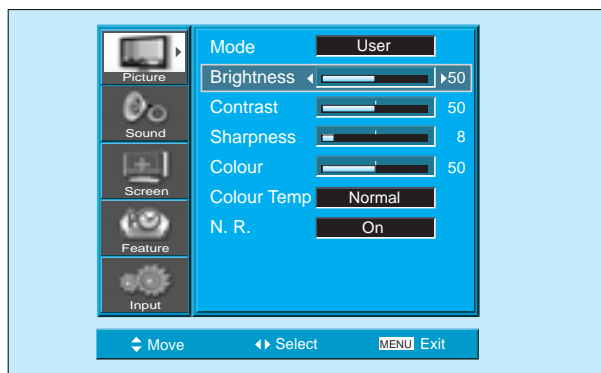 Picture
Sound
Screen
Feature
Input
Mode User
Brightness 50
Contrast 50
Sharpness 8
Colour 50
Colour Temp Normal
N. R. On
Move Select MENU Exit